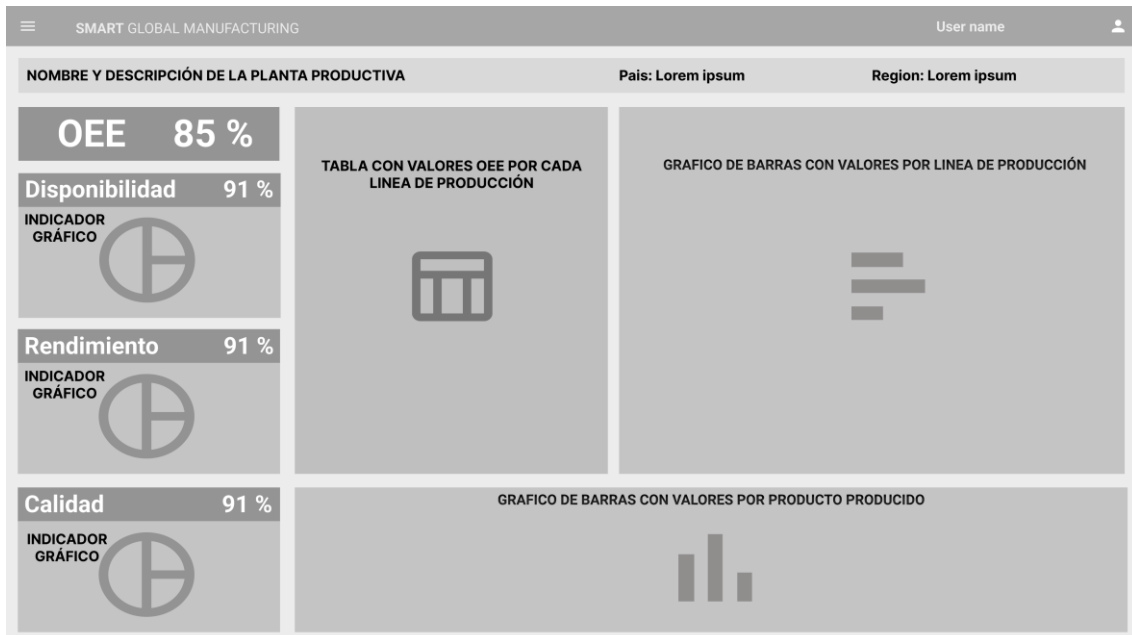 SMART GLOBAL MANUFACTURING
User name
NOMBRE Y DESCRIPCIÓN DE LA PLANTA PRODUCTIVA
Pais: Lorem ipsum
Region: Lorem ipsum
OEE 85 %
Disponibilidad 91 %
INDICADOR
GRÁFICO
Rendimiento 91 %
INDICADOR
GRÁFICO
Calidad 91 %
INDICADOR
GRÁFICO
TABLA CON VALORES OEE POR CADA
LINEA DE PRODUCCIÓN
GRAFICO DE BARRAS CON VALORES POR LINEA DE PRODUCCIÓN
GRAFICO DE BARRAS CON VALORES POR PRODUCTO PRODUCIDO